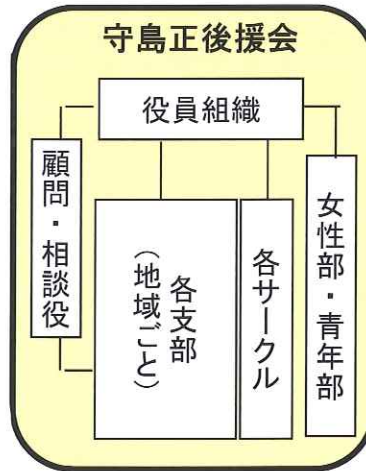 守島正後援会
役員組織
顧問・相談役
各支部
（地域ごと）
各サークル
女性部・青年部